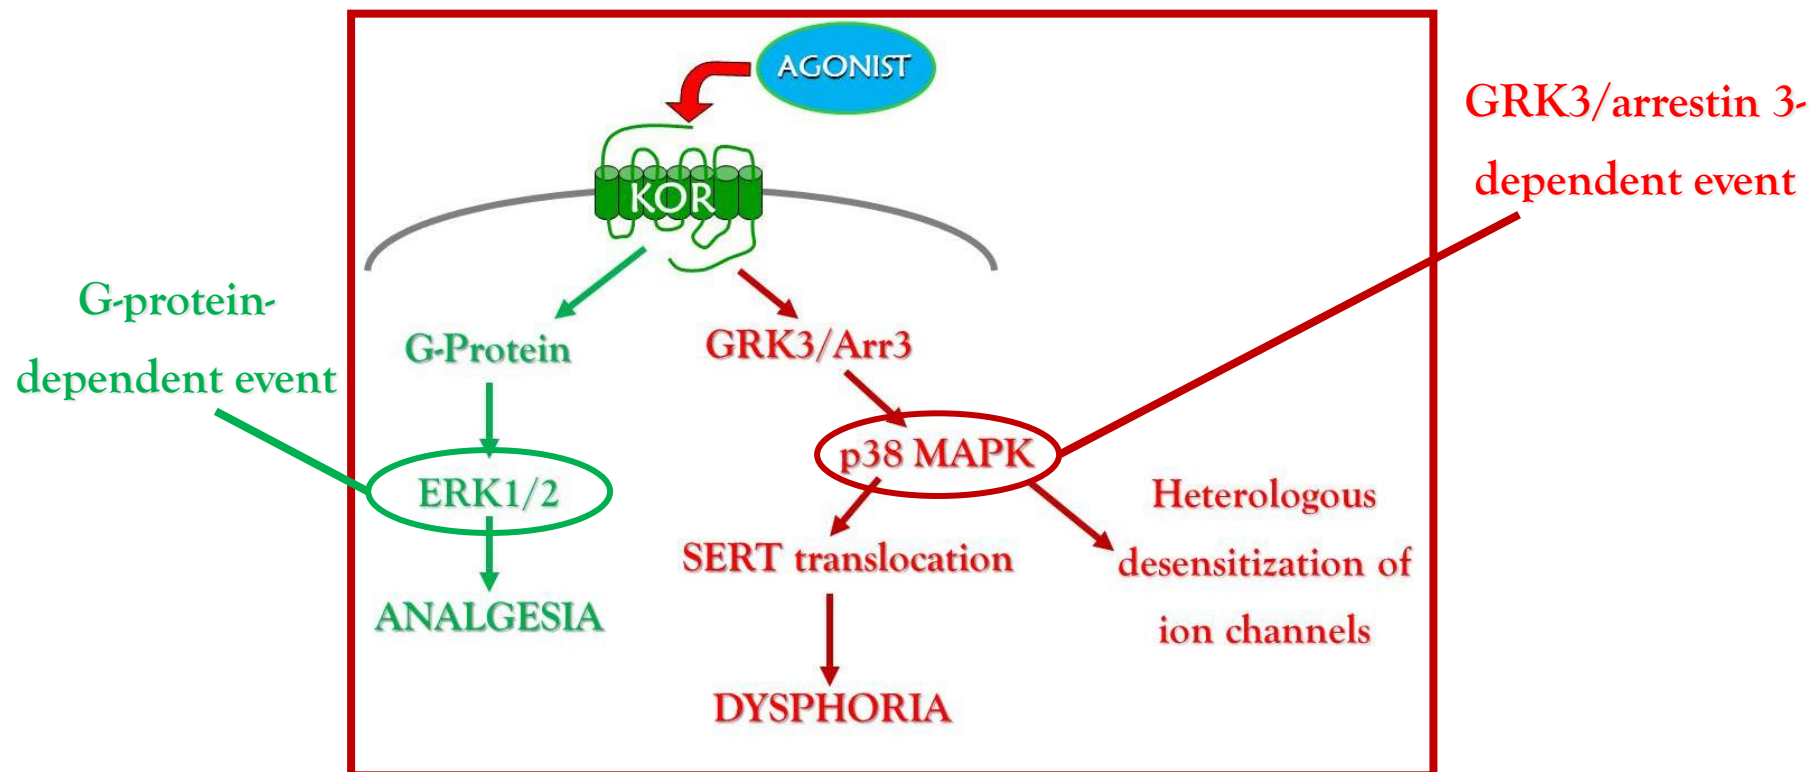 AGONIST
GRK3/arrestin 3-
dependent event
KOR
G-protein-
dependent event
G-Protein
GRK3/Arr3
p38 MAPK
ERK1/2
Heterologous
desensitization of
ion channels
SERT translocation
ANALGESIA
DYSPHORIA